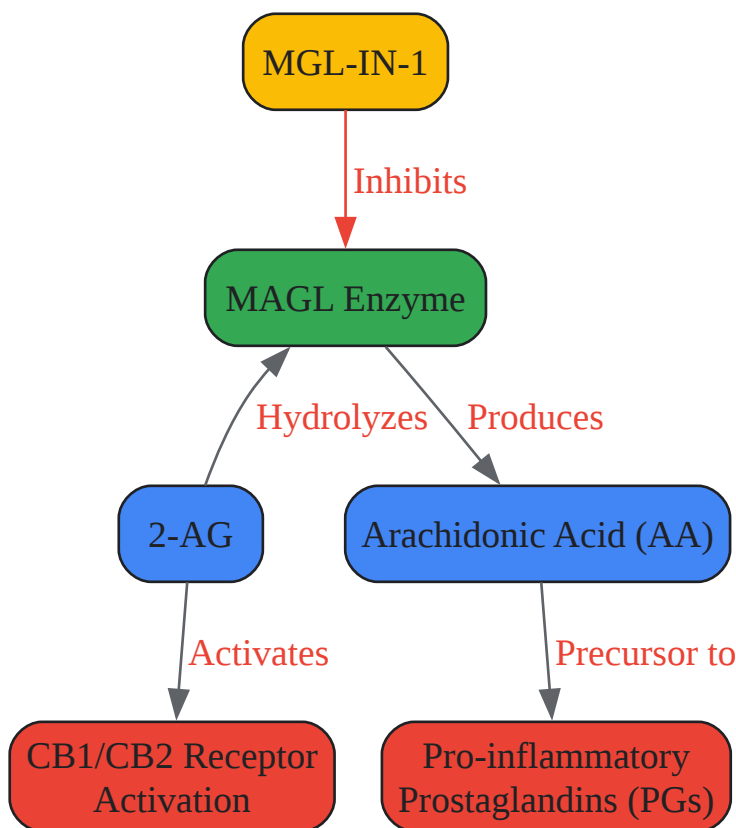 MGL-IN-1
Inhibits
MAGL Enzyme
Hydrolyzes
Produces
2-AG
Arachidonic Acid (AA)
Activates
Precursor to
CB1/CB2 Receptor
Activation
Pro-inflammatory
Prostaglandins (PGs)